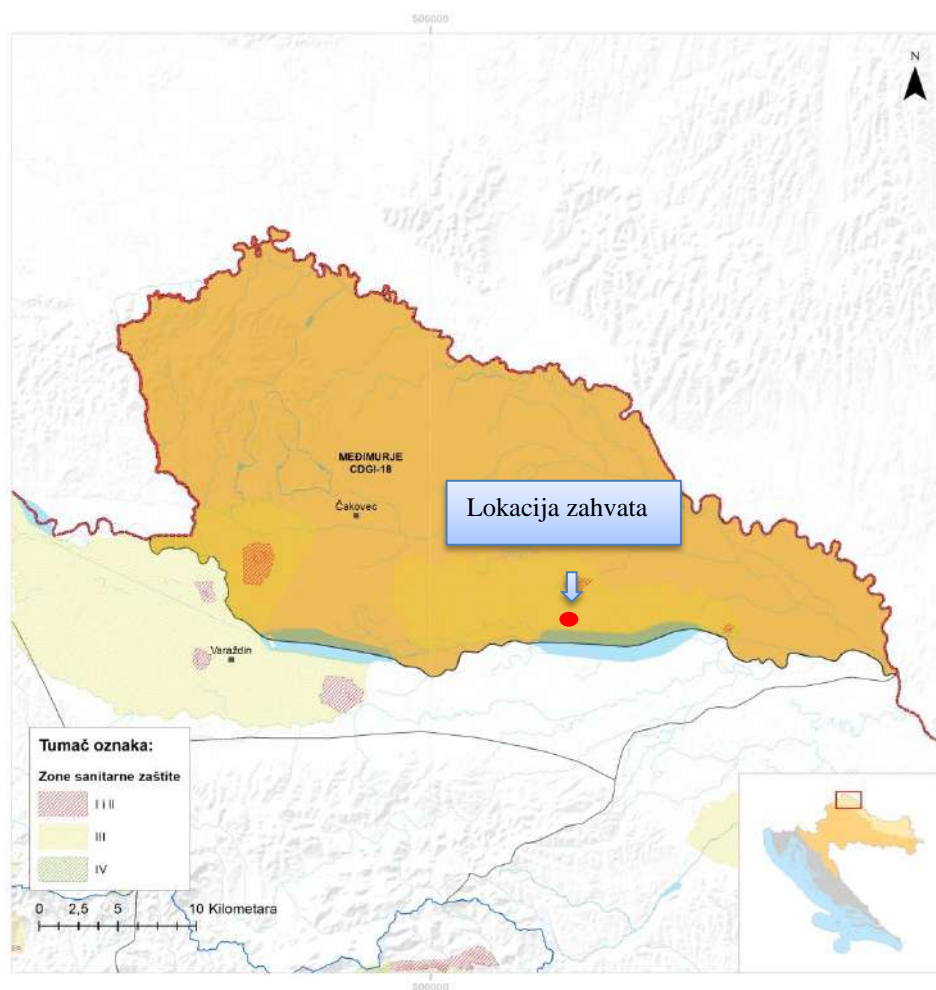 500000
N
MEĐIMURJE
CDGI-18
Čakovec
Lokacija zahvata
Varaždin
Tumač oznaka:
Zone sanitarne zaštite
I i II
III
IV
0 2,5 5 10 Kilometara
500000